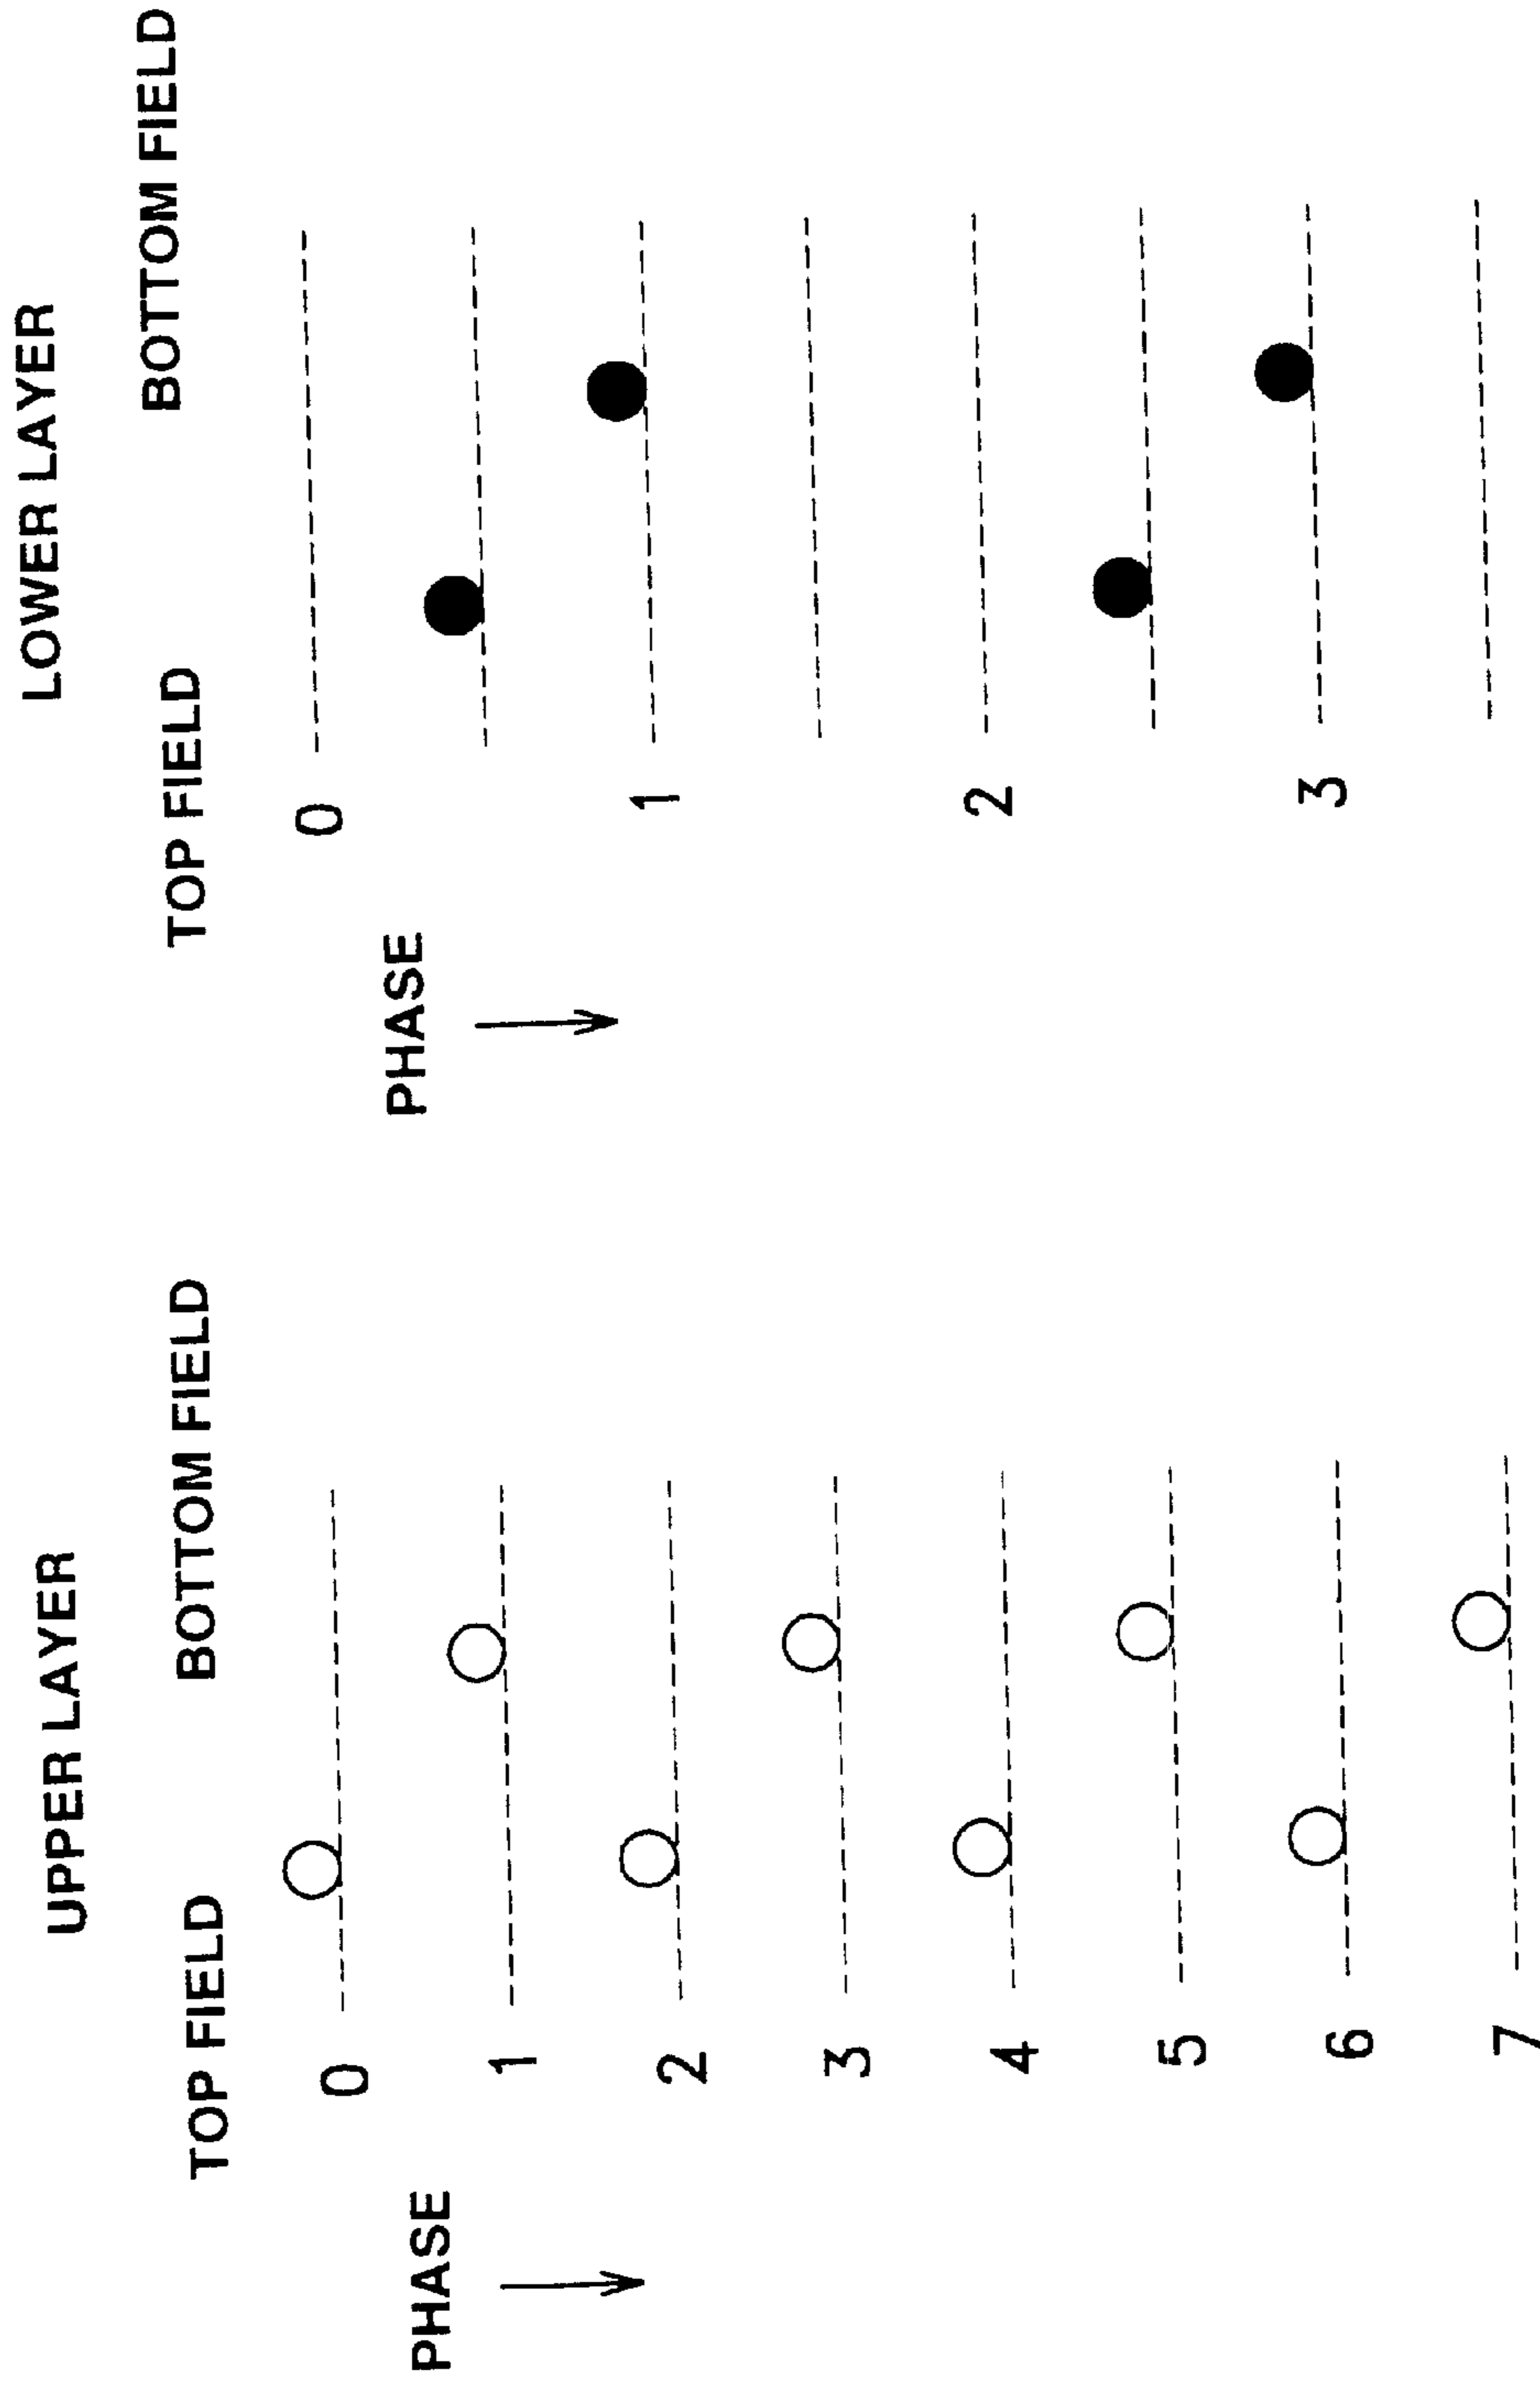 UPPER LAYER
TOP FIELD
BOTTOM FIELD
PHASE
0
1
2
3
4
5
6
7
LOWER LAYER
TOP FIELD
BOTTOM FIELD
PHASE
0
1
2
3